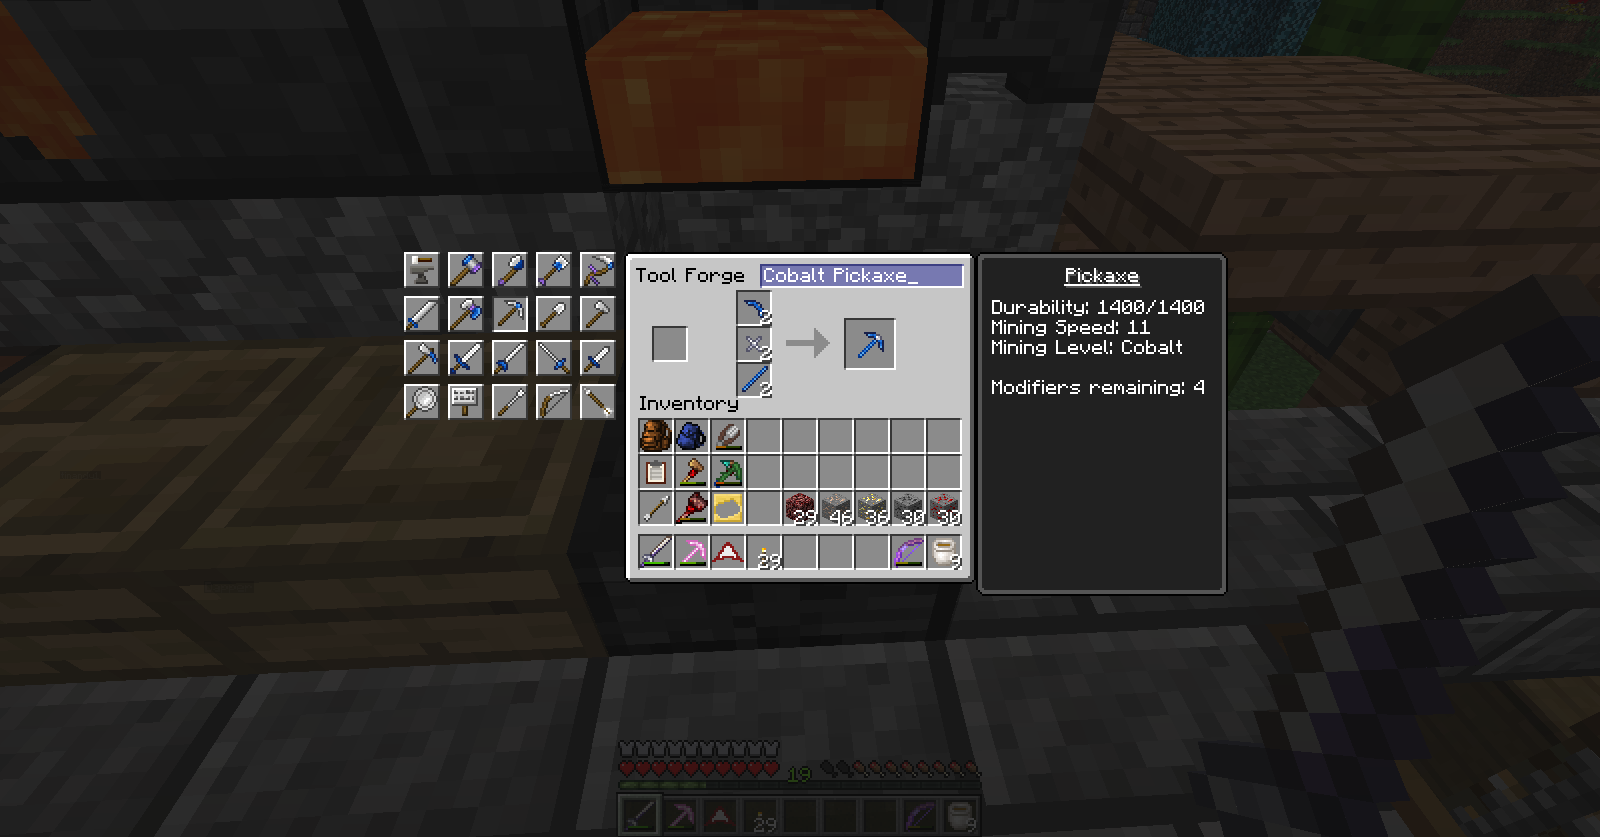 Tool Forge Cobalt Pickaxe_
2
2
2
Inventory
39 46 36 30 30
29 9
Pickaxe
Durability: 1400/1400
Mining Speed: 11
Mining Level: Cobalt
Modifiers remaining: 4
19
29 9